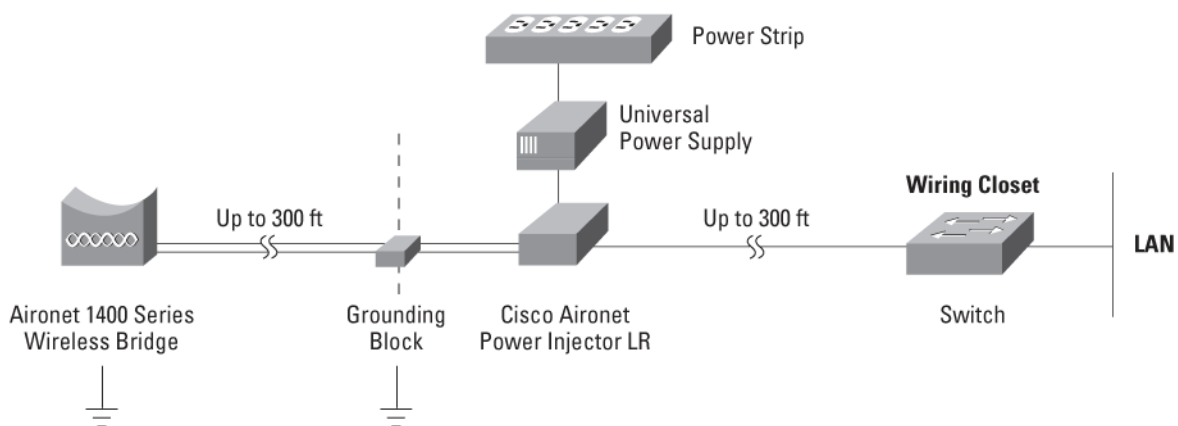 Power Strip
Universal
Power Supply
Wiring Closet
Up to 300 ft
Up to 300 ft
LAN
Aironet 1400 Series
Wireless Bridge
Grounding
Block
Cisco Aironet
Power Injector LR
Switch